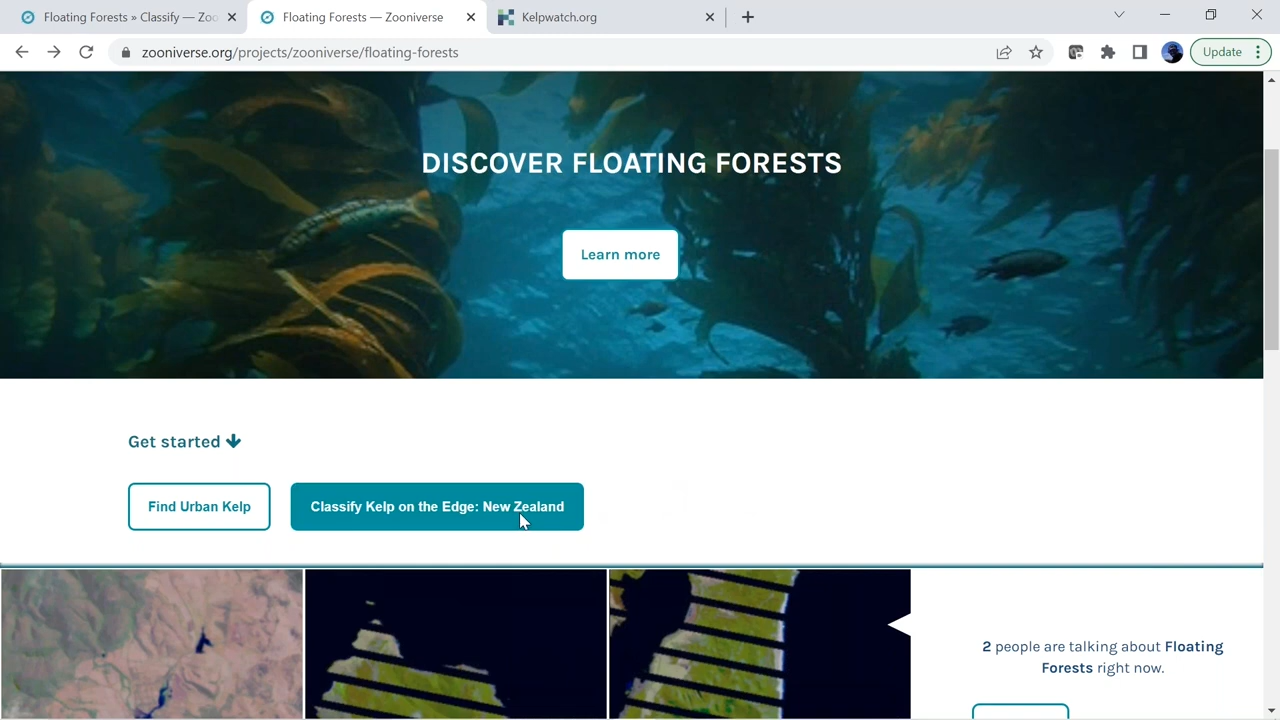 Floating Forests » Classify — Zoo
Floating Forests — Zooniverse
Kelpwatch.org
zooniverse.org/projects/zooniverse/floating-forests
Update
DISCOVER FLOATING FORESTS
Learn more
Get started
Find Urban Kelp
Classify Kelp on the Edge: New Zealand
2 people are talking about Floating
Forests right now.